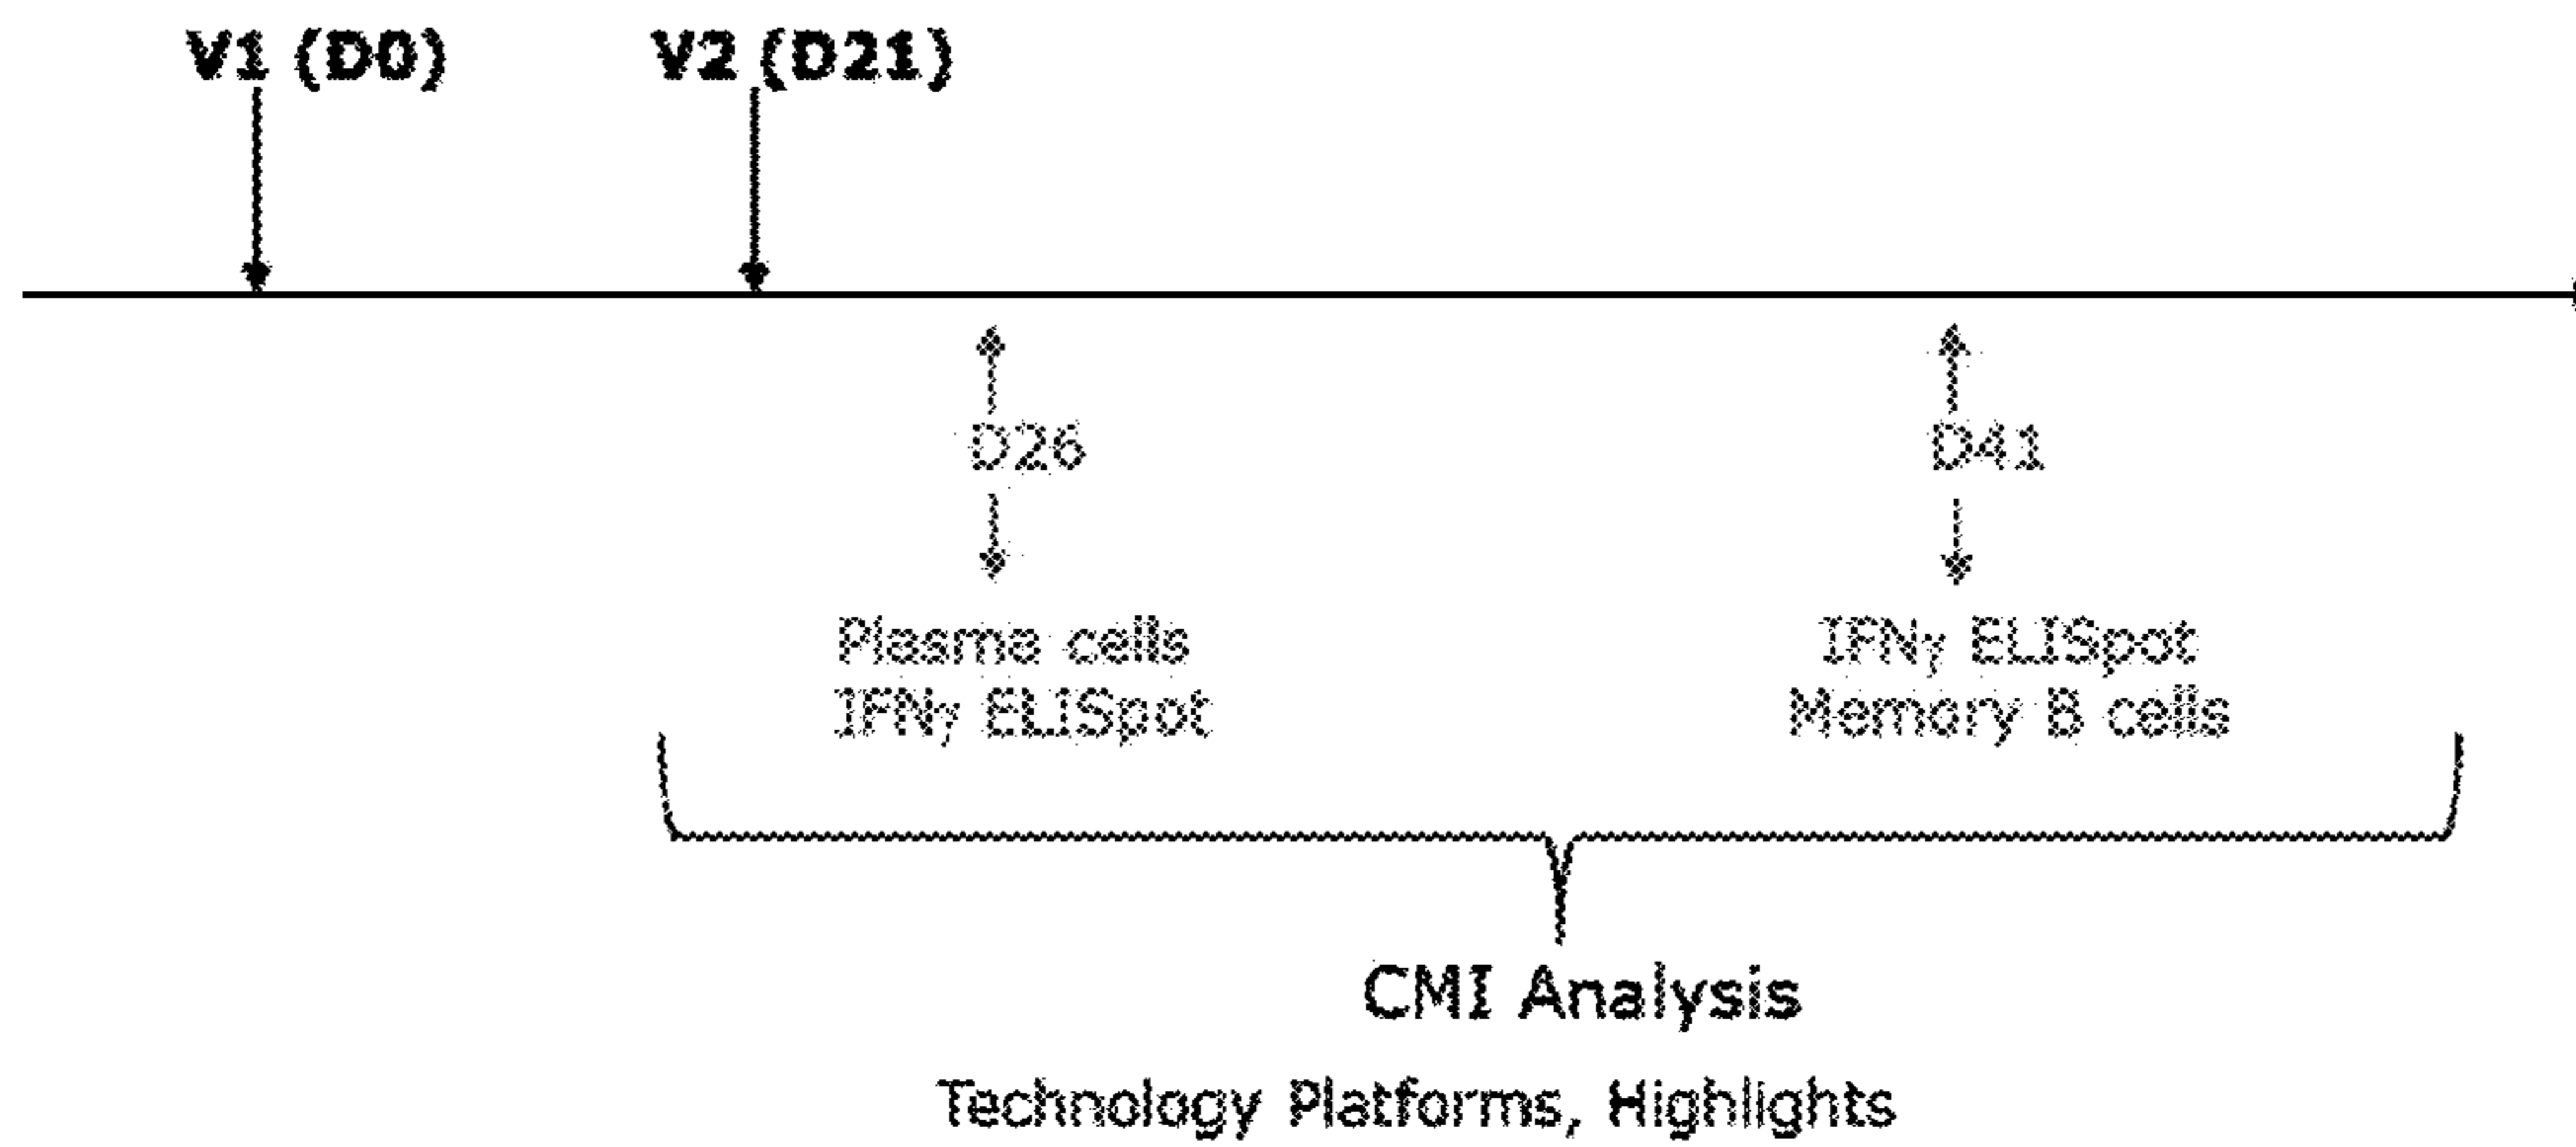 V1 (D0) V2 (D21)
D26 D41
Plasma cells IFNγ ELISpot
IFNγ ELISpot Memory B cells
CMI Analysis
Technology Platforms, Highlights